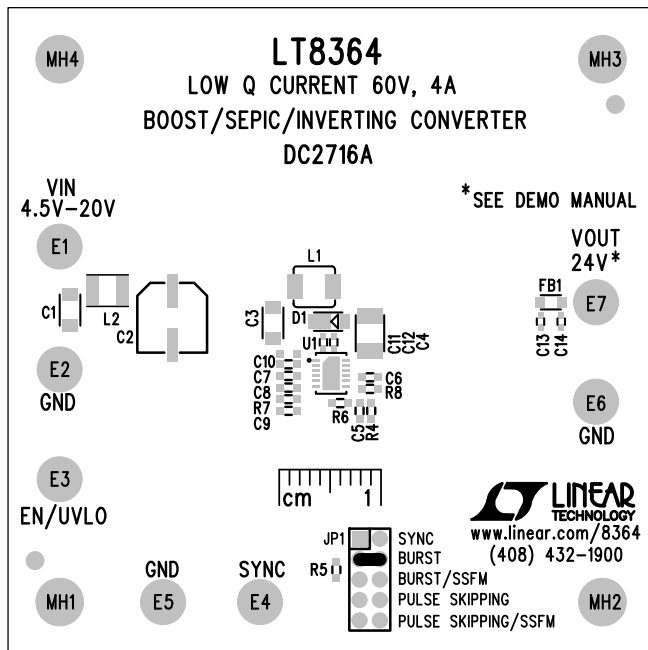 MH4
LT8364
MH3
LOW Q CURRENT 60V, 4A
BOOST/SEPIC/INVERTING CONVERTER
DC2716A
VIN
4.5V-20V
*SEE DEMO MANUAL
VOUT
24V*
E1
L1
FB1
E7
C1
L2
C2
C3
D1
U1
C11
C12
C4
C13
C14
E2
GND
C10
C7
C8
R7
C9
C6
R8
R6
C5
R4
E6
GND
E3
EN/UVLO
cm 1
LINEAR
TECHNOLOGY
www.linear.com/8364
(408) 432-1900
JP1
SYNC
BURST
BURST/SSFM
PULSE SKIPPING
PULSE SKIPPING/SSFM
R5
GND
SYNC
MH1
E5
E4
MH2